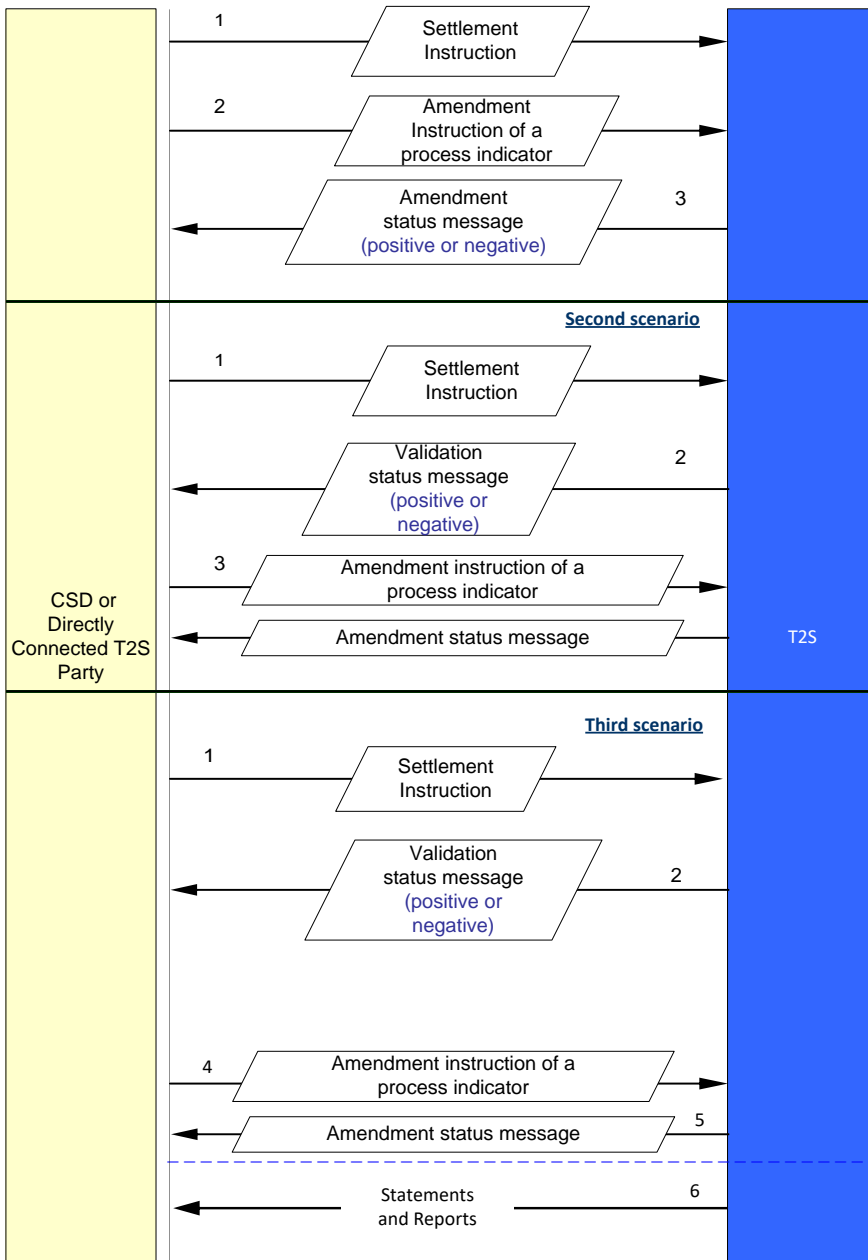 1
Settlement
Instruction
2
Amendment
Instruction of a
process indicator
Amendment
status message
(positive or negative)
3
Second scenario
1
Settlement
Instruction
Validation
status message
(positive or
negative)
2
3
Amendment instruction of a
process indicator
Amendment status message
CSD or
Directly
Connected T2S
Party
T2S
Third scenario
1
Settlement
Instruction
Validation
status message
(positive or
negative)
2
4
Amendment instruction of a
process indicator
Amendment status message
5
Statements
and Reports
6